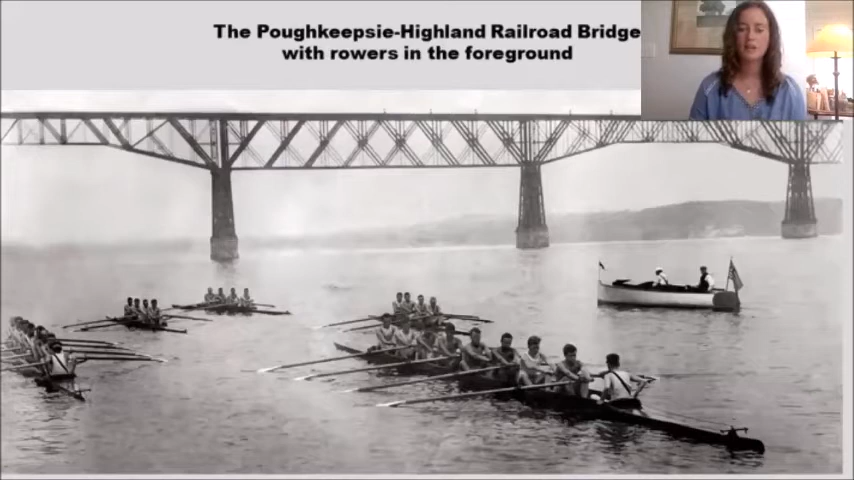 The Poughkeepsie-Highland Railroad Bridge
with rowers in the foreground